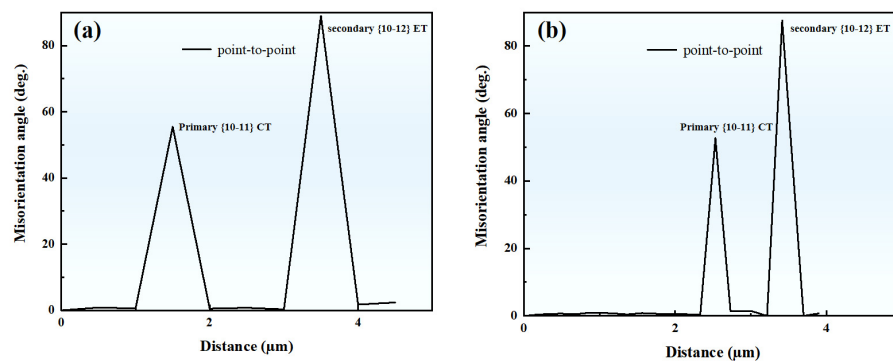 (a)
point-to-point
secondary {10-12} ET
Primary {10-11} CT
Misorientation angle (deg.)
80
60
40
20
0
0
2
4
Distance (μm)
(b)
point-to-point
secondary {10-12} ET
Primary {10-11} CT
Misorientation angle (deg.)
80
60
40
20
0
0
2
4
Distance (μm)